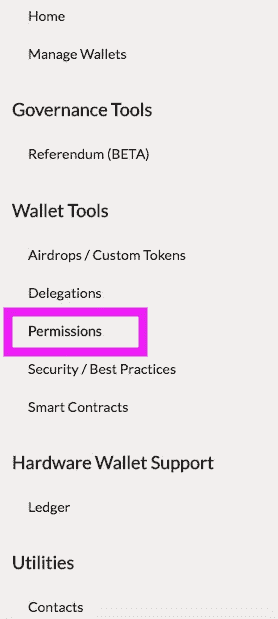 Home
Manage Wallets
Governance Tools
Referendum (BETA)
Wallet Tools
Airdrops / Custom Tokens
Delegations
Permissions
Security / Best Practices
Smart Contracts
Hardware Wallet Support
Ledger
Utilities
Contacts